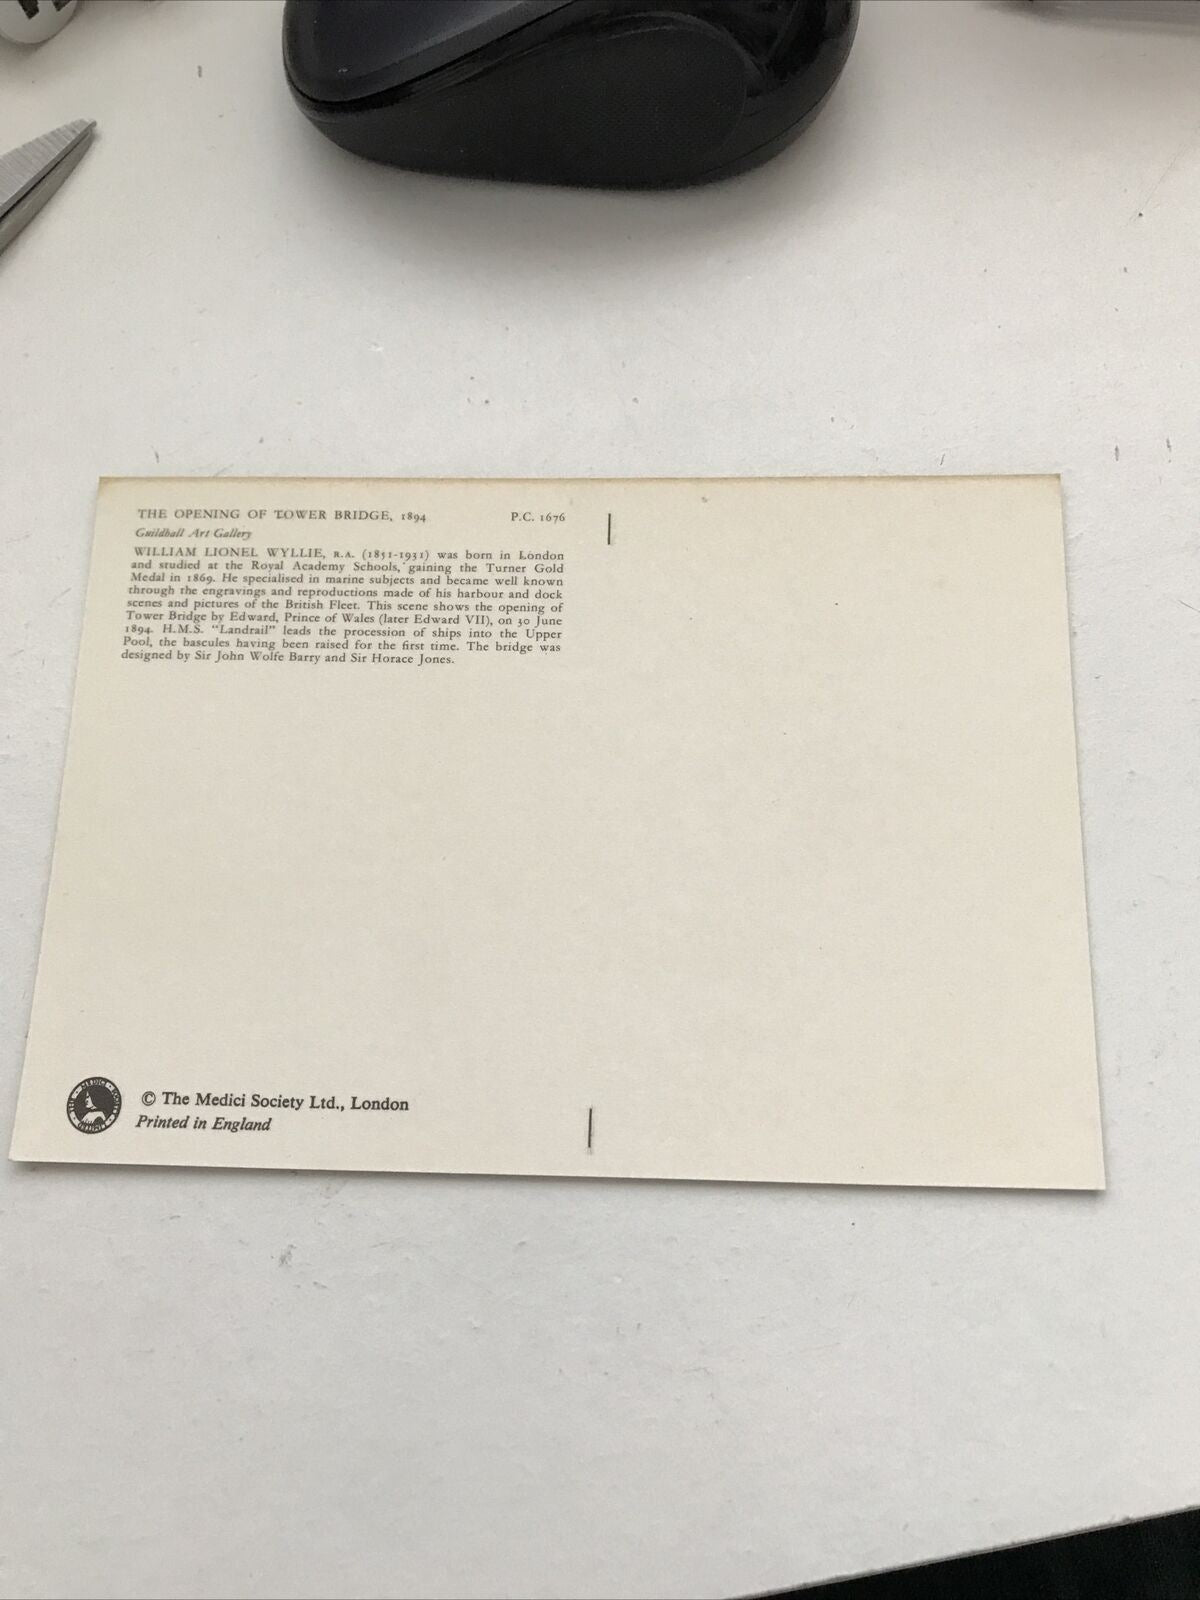 THE OPENING OF TOWER BRIDGE, 1894 P.C. 1676
Guildhall Art Gallery
WILLIAM LIONEL WYLLIE, R.A. (1851-1931) was born in London
and studied at the Royal Academy Schools, gaining the Turner Gold
Medal in 1869. He specialised in marine subjects and became well known
through the engravings and reproductions made of his harbour and dock
scenes and pictures of the British Fleet. This scene shows the opening of
Tower Bridge by Edward, Prince of Wales (later Edward VII), on 30 June
1894. H.M.S. "Landrail" leads the procession of ships into the Upper
Pool, the bascules having been raised for the first time. The bridge was
designed by Sir John Wolfe Barry and Sir Horace Jones.
THE MEDICI SOCIETY LIMITED
© The Medici Society Ltd., London
Printed in England